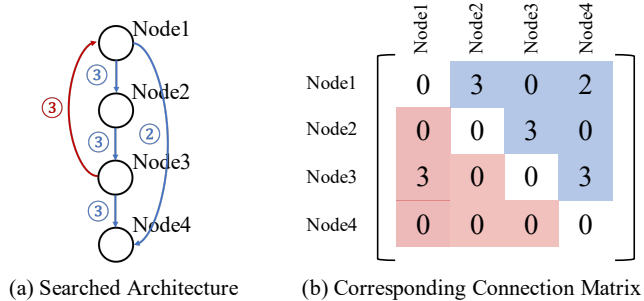 Node1
③
Node2
③
②
③
Node3
③
Node4
(a) Searched Architecture
Node1 Node2 Node3 Node4
Node1 0 3 0 2
Node2 0 0 3 0
Node3 3 0 0 3
Node4 0 0 0 0
(b) Corresponding Connection Matrix